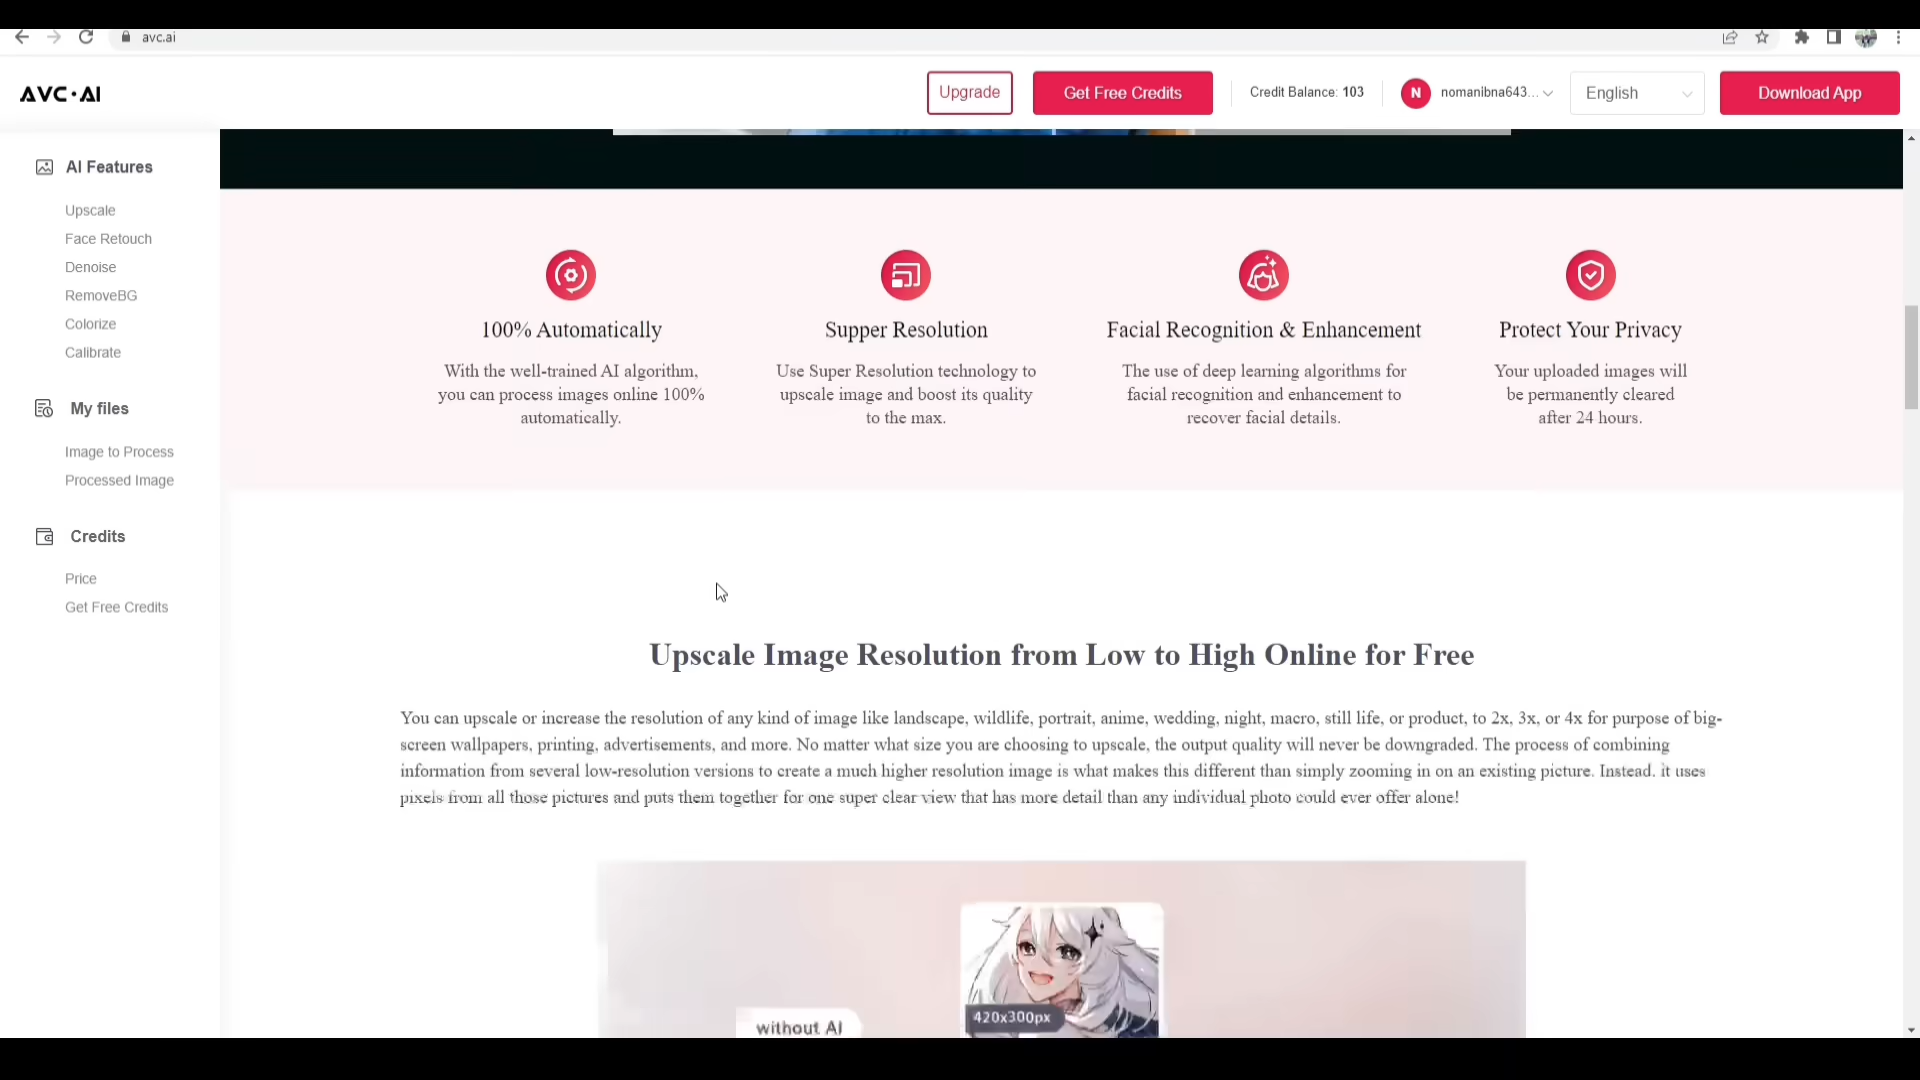 avc.ai
AVC·AI
Upgrade
Get Free Credits
Credit Balance: 103
N
nomanibna643...
English
Download App
AI Features
Upscale
Face Retouch
Denoise
RemoveBG
Colorize
Calibrate
My files
Image to Process
Processed Image
Credits
Price
Get Free Credits
100% Automatically
With the well-trained AI algorithm,
you can process images online 100%
automatically.
Supper Resolution
Use Super Resolution technology to
upscale image and boost its quality
to the max.
Facial Recognition & Enhancement
The use of deep learning algorithms for
facial recognition and enhancement to
recover facial details.
Protect Your Privacy
Your uploaded images will
be permanently cleared
after 24 hours.
Upscale Image Resolution from Low to High Online for Free
You can upscale or increase the resolution of any kind of image like landscape, wildlife, portrait, anime, wedding, night, macro, still life, or product, to 2x, 3x, or 4x for purpose of big-
screen wallpapers, printing, advertisements, and more. No matter what size you are choosing to upscale, the output quality will never be downgraded. The process of combining
information from several low-resolution versions to create a much higher resolution image is what makes this different than simply zooming in on an existing picture. Instead. it uses
pixels from all those pictures and puts them together for one super clear view that has more detail than any individual photo could ever offer alone!
420x300px
without AI